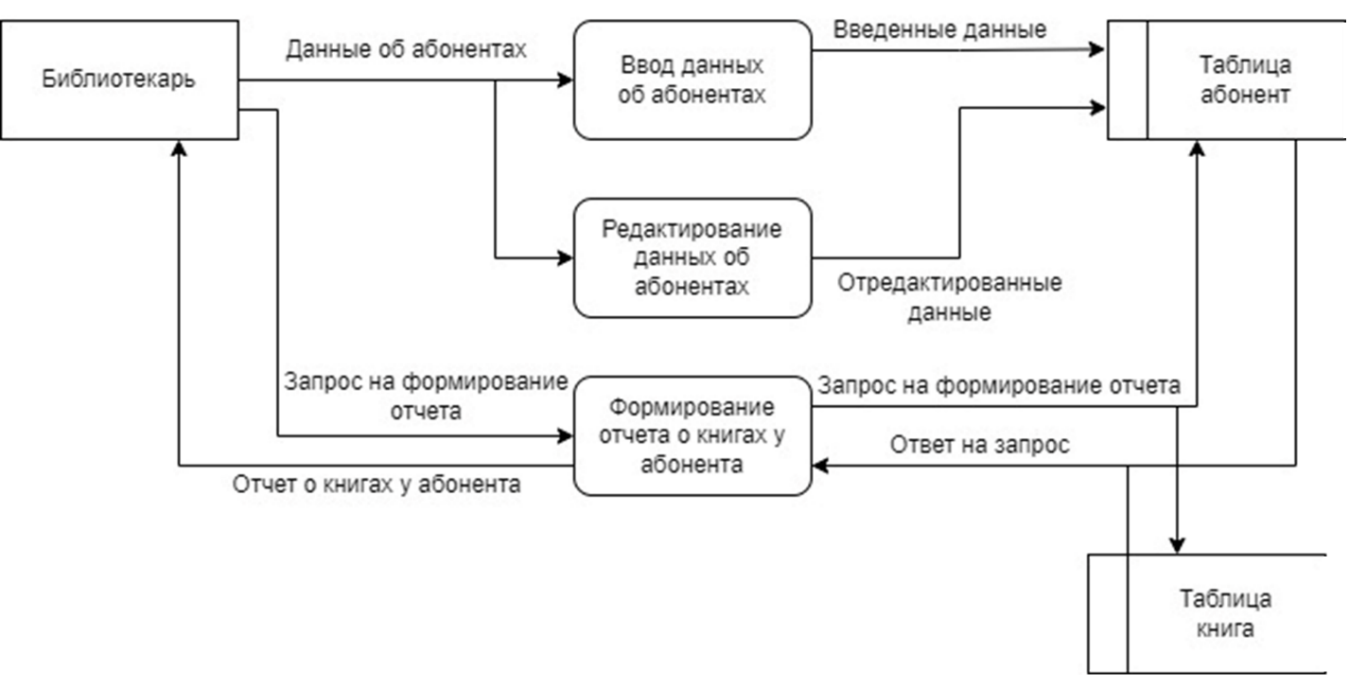 Библиотекарь
Данные об абонентах
Ввод данных
об абонентах
Введенные данные
Таблица
абонент
Редактирование
данных об
абонентах
Отредактированные
данные
Запрос на формирование
отчета
Формирование
отчета о книгах у
абонента
Запрос на формирование отчета
Ответ на запрос
Отчет о книгах у абонента
Таблица
книга